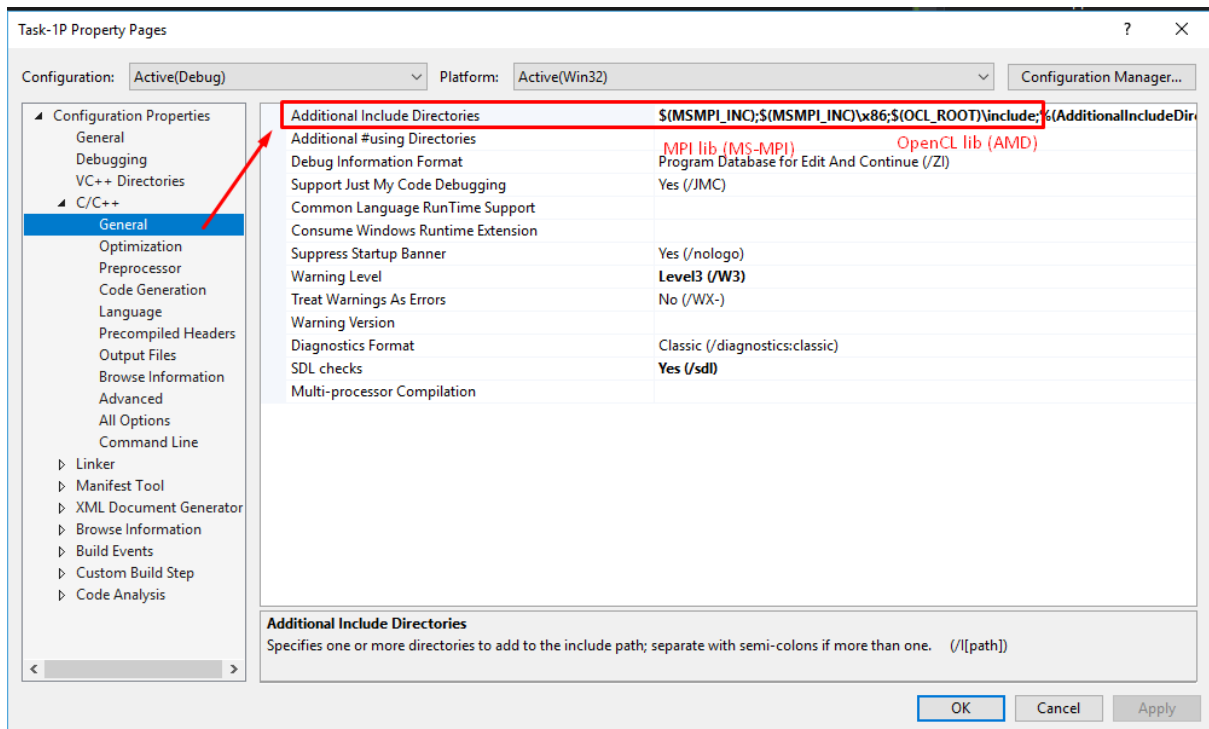 Task-1P Property Pages ? ×
Configuration: Active(Debug) Platform: Active(Win32) Configuration Manager...
Configuration Properties
General
Debugging
VC++ Directories
C/C++
General
Optimization
Preprocessor
Code Generation
Language
Precompiled Headers
Output Files
Browse Information
Advanced
All Options
Command Line
Linker
Manifest Tool
XML Document Generator
Browse Information
Build Events
Custom Build Step
Code Analysis
Additional Include Directories $(MSMPI_INC);$(MSMPI_INC)\x86;$(OCL_ROOT)\include;%(AdditionalIncludeDire
Additional #using Directories
MPI lib (MS-MPI) OpenCL lib (AMD)
Debug Information Format Program Database for Edit And Continue (/ZI)
Support Just My Code Debugging Yes (/JMC)
Common Language RunTime Support
Consume Windows Runtime Extension
Suppress Startup Banner Yes (/nologo)
Warning Level Level3 (/W3)
Treat Warnings As Errors No (/WX-)
Warning Version
Diagnostics Format Classic (/diagnostics:classic)
SDL checks Yes (/sdl)
Multi-processor Compilation
Additional Include Directories
Specifies one or more directories to add to the include path; separate with semi-colons if more than one. (/I[path])
OK Cancel Apply